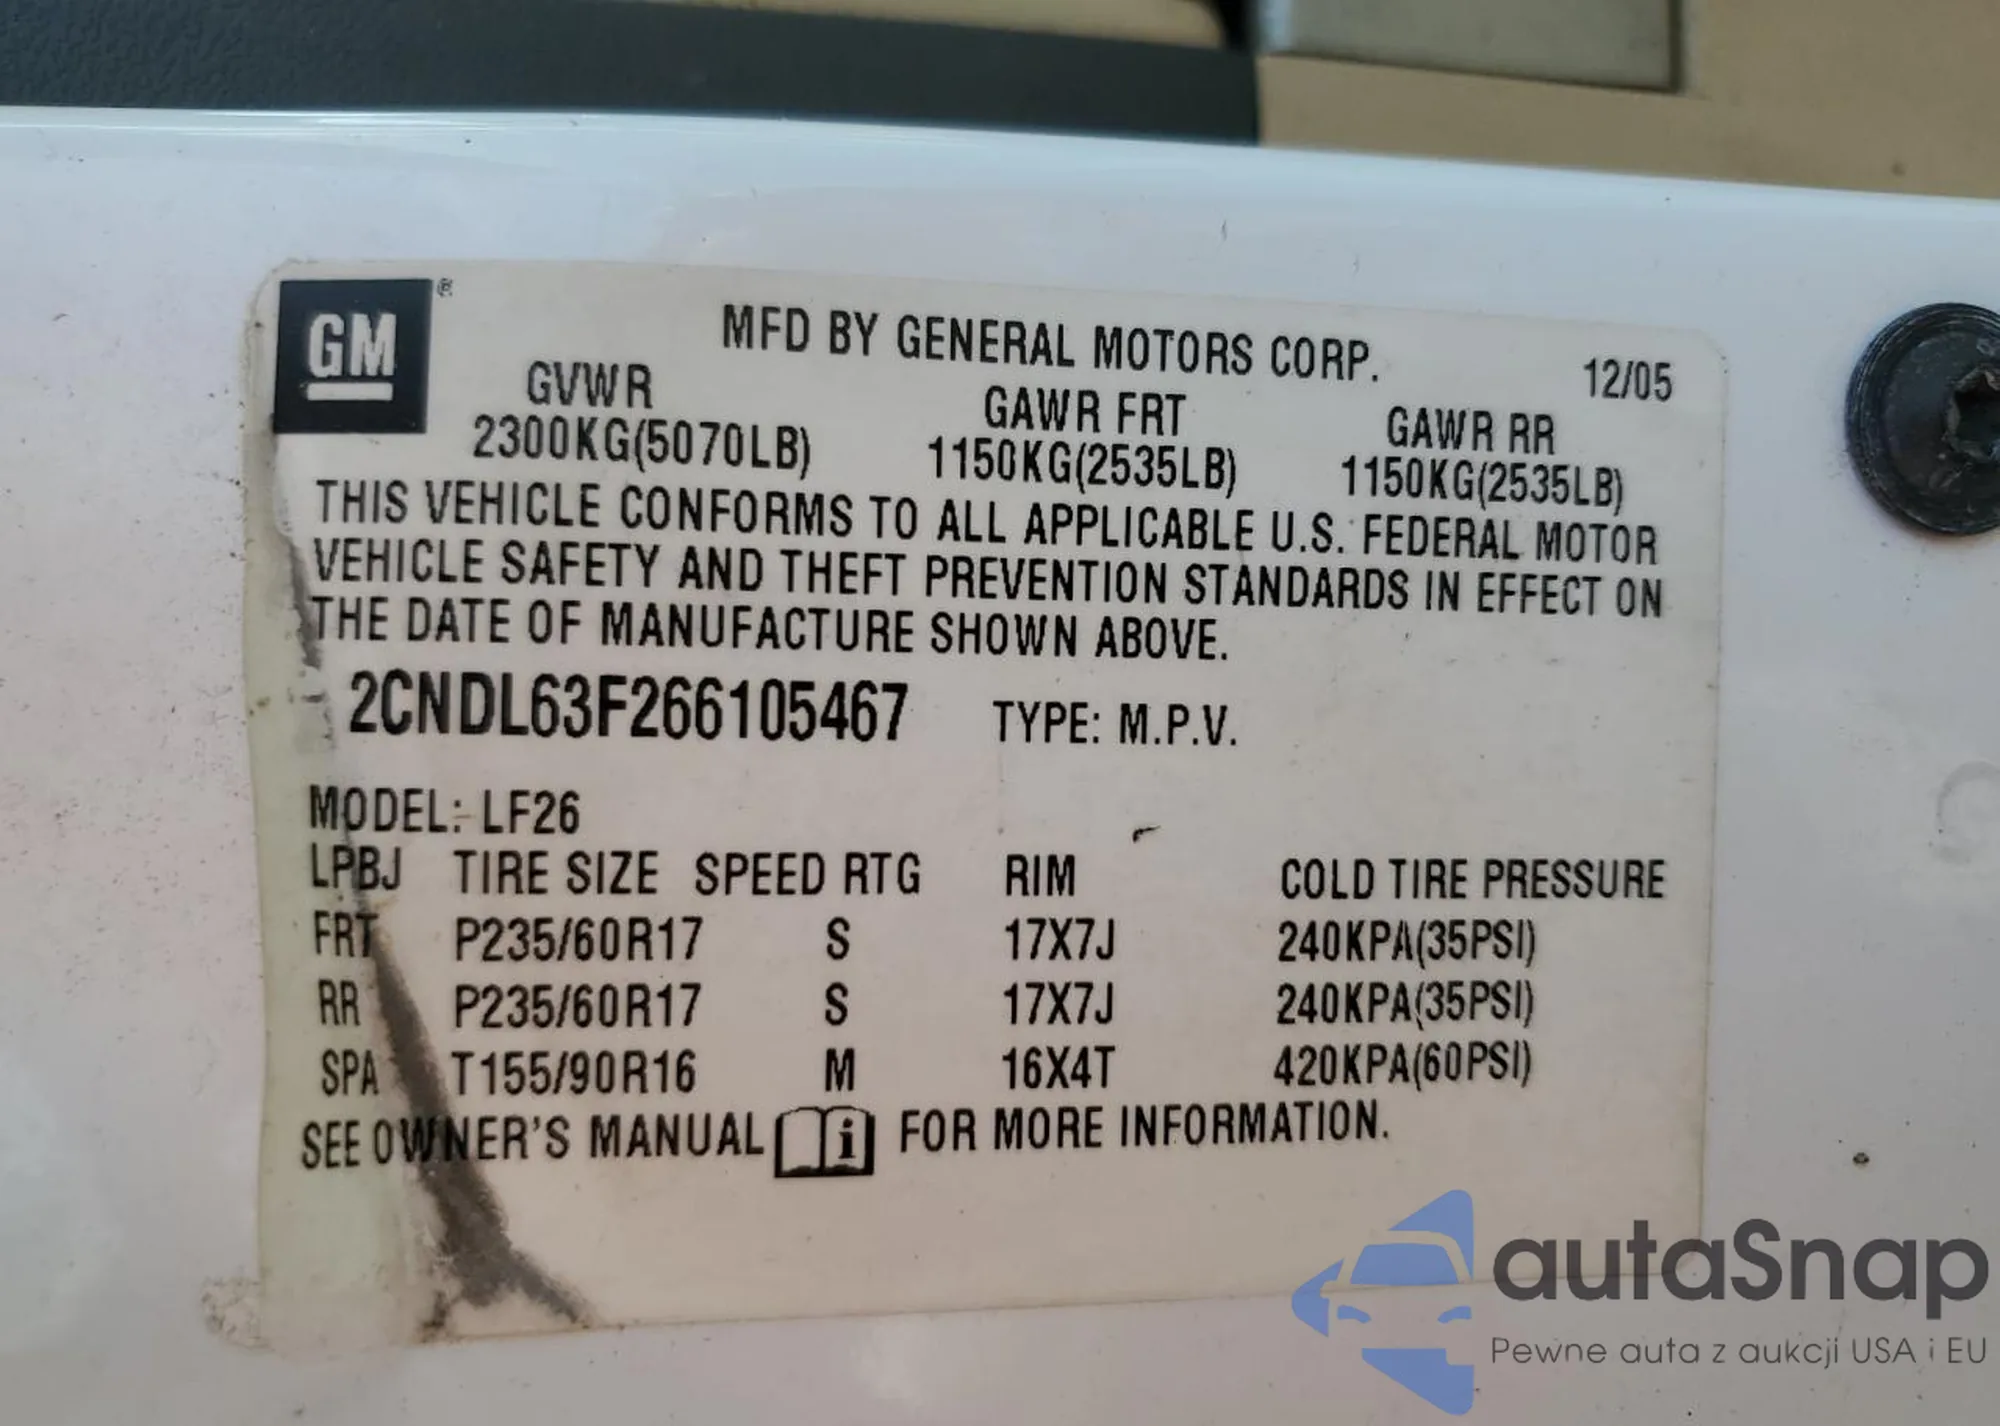 GM ®
MFD BY GENERAL MOTORS CORP. 12/05
GVWR GAWR FRT GAWR RR
2300KG(5070LB) 1150KG(2535LB) 1150KG(2535LB)
THIS VEHICLE CONFORMS TO ALL APPLICABLE U.S. FEDERAL MOTOR
VEHICLE SAFETY AND THEFT PREVENTION STANDARDS IN EFFECT ON
THE DATE OF MANUFACTURE SHOWN ABOVE.
2CNDL63F266105467 TYPE: M.P.V.
MODEL: LF26
LPBJ TIRE SIZE SPEED RTG RIM COLD TIRE PRESSURE
FRT P235/60R17 S 17X7J 240KPA(35PSI)
RR P235/60R17 S 17X7J 240KPA(35PSI)
SPA T155/90R16 M 16X4T 420KPA(60PSI)
SEE OWNER'S MANUAL i FOR MORE INFORMATION.
autaSnap
Pewne auta z aukcji USA i EU